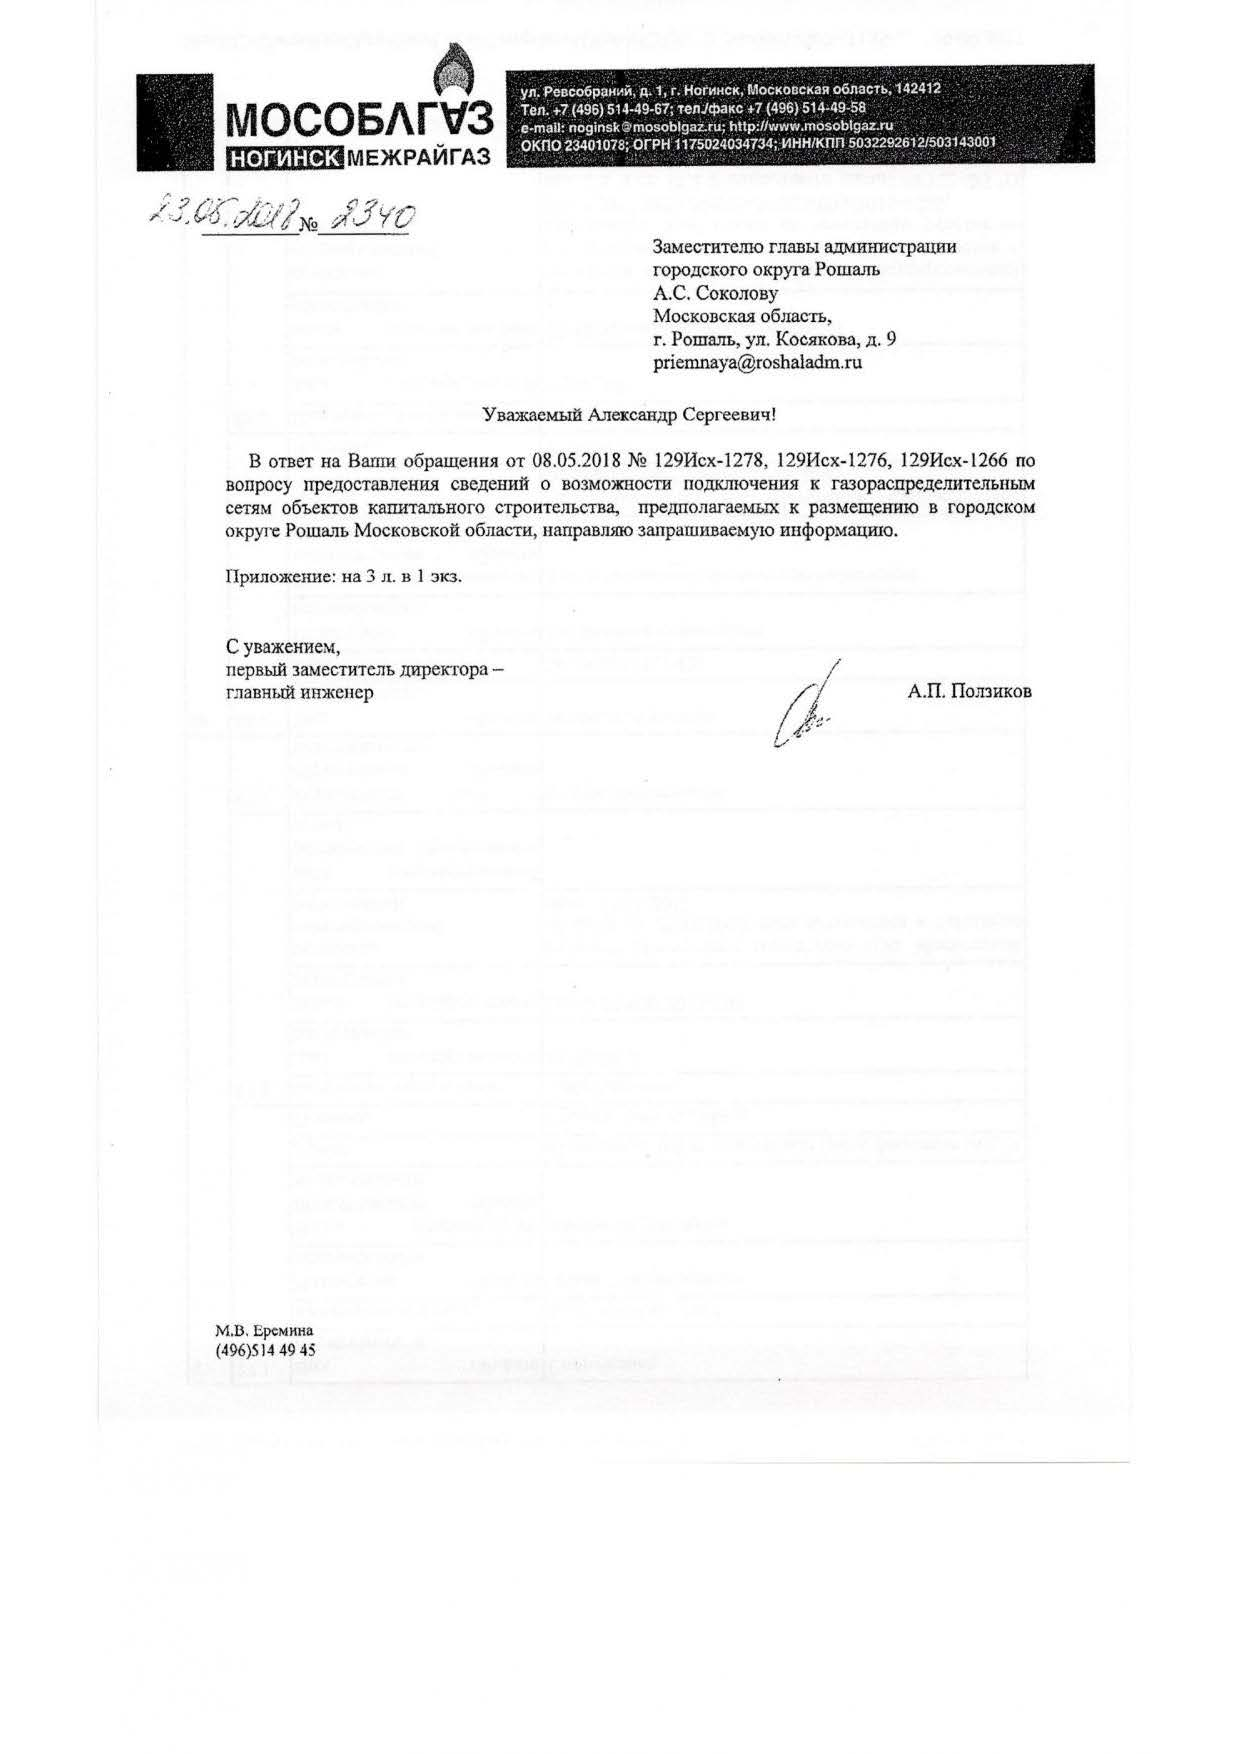 МОСОБЛГАЗ
НОГИНСК МЕЖРАЙГАЗ
ул. Ревсобраний, д. 1, г. Ногинск, Московская область, 142412
Тел. +7 (496) 514-49-67; тел./факс +7 (496) 514-49-58
e-mail: noginsk@mosoblgaz.ru; http://www.mosoblgaz.ru
ОКПО 23401078; ОГРН 1175024034734; ИНН/КПП 5032292612/503143001
23.05.2018 № 2340
Заместителю главы администрации
городского округа Рошаль
А.С. Соколову
Московская область,
г. Рошаль, ул. Косякова, д. 9
priemnaya@roshaladm.ru
Уважаемый Александр Сергеевич!
В ответ на Ваши обращения от 08.05.2018 № 129Исх-1278, 129Исх-1276, 129Исх-1266 по
вопросу предоставления сведений о возможности подключения к газораспределительным
сетям объектов капитального строительства, предполагаемых к размещению в городском
округе Рошаль Московской области, направляю запрашиваемую информацию.
Приложение: на 3 л. в 1 экз.
С уважением,
первый заместитель директора –
главный инженер
А.П. Ползиков
М.В. Еремина
(496)514 49 45